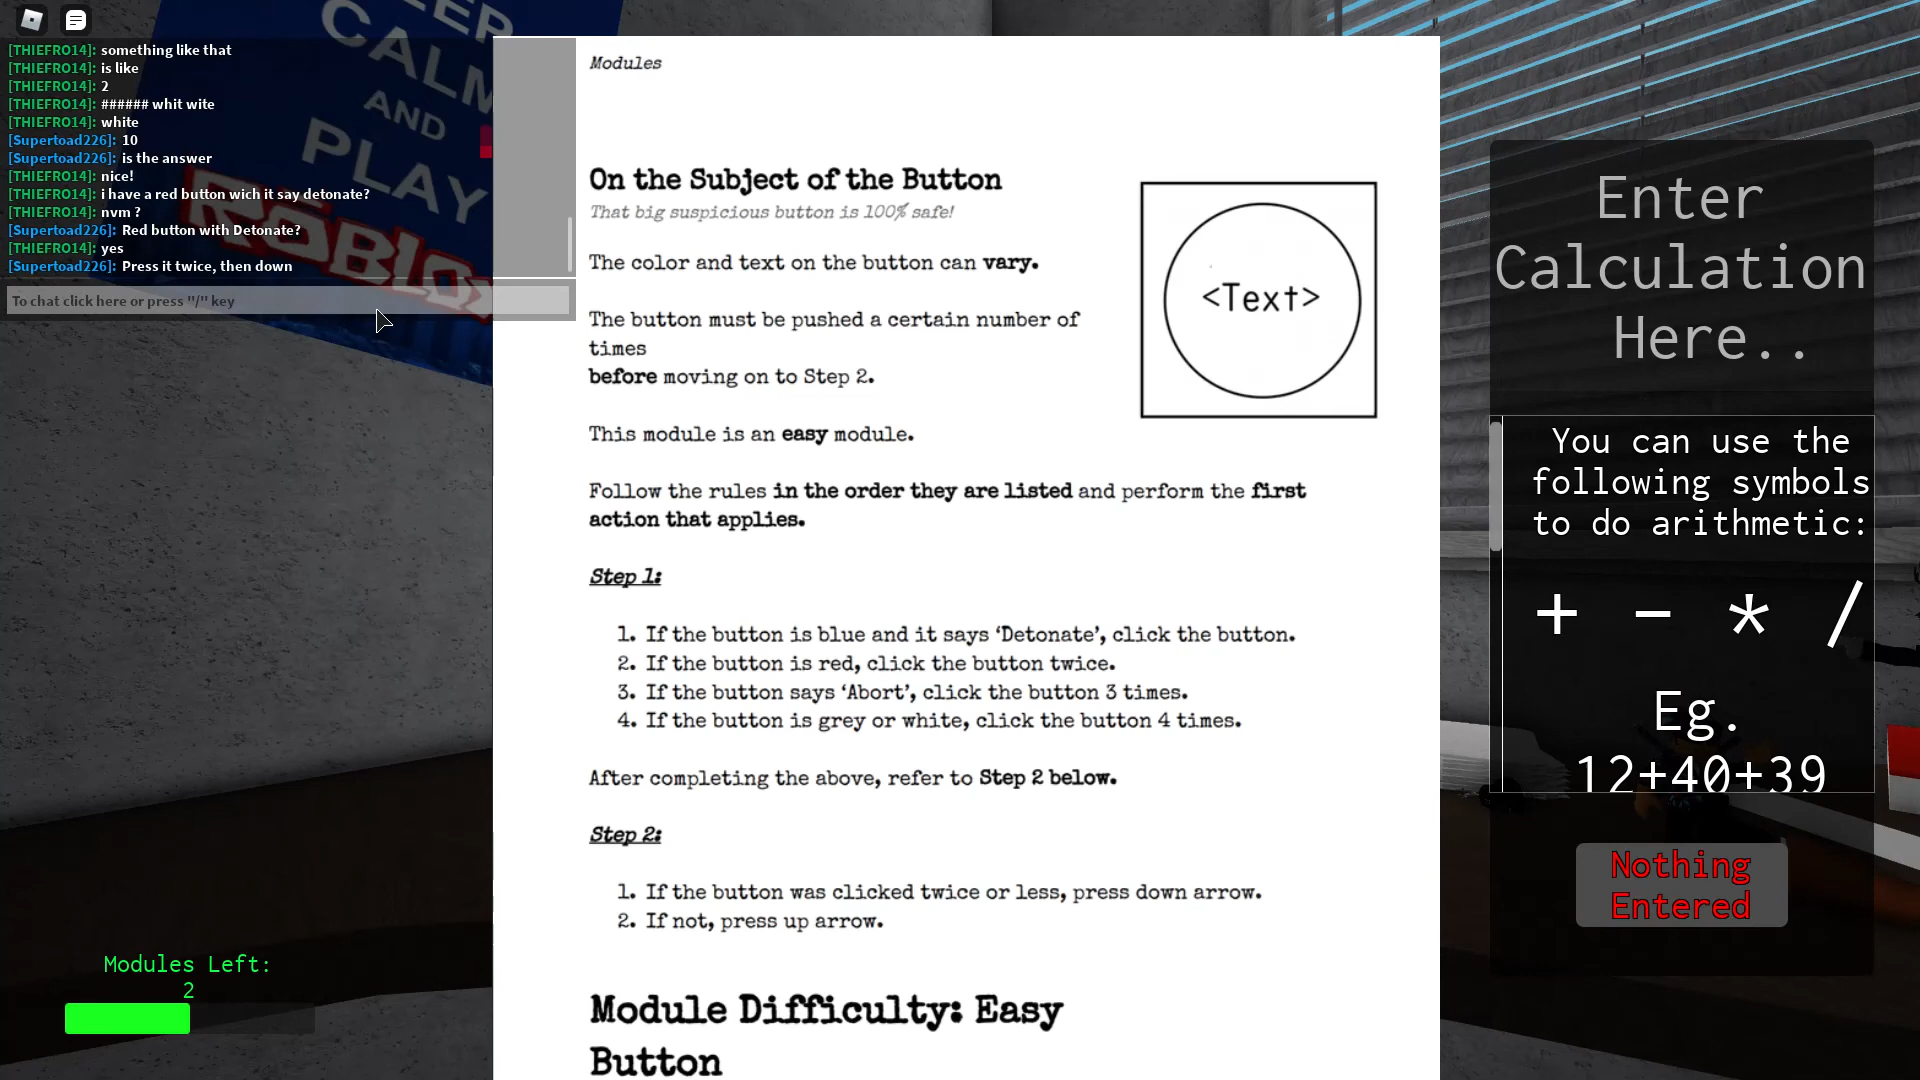 [THIEFRO14]: something like that
[THIEFRO14]: is like
[THIEFRO14]: 2
[THIEFRO14]: ###### whit wite
[THIEFRO14]: white
[Supertoad226]: 10
[Supertoad226]: is the answer
[THIEFRO14]: nice!
[THIEFRO14]: i have a red button wich it say detonate?
[THIEFRO14]: nvm ?
[Supertoad226]: Red button with Detonate?
[THIEFRO14]: yes
[Supertoad226]: Press it twice, then down
To chat click here or press "/" key
KEEP
CALM
AND
PLAY
ROBLOX
Modules Left:
2
Modules
On the Subject of the Button
That big suspicious button is 100% safe!
The color and text on the button can vary.
The button must be pushed a certain number of
times
before moving on to Step 2.
<Text>
This module is an easy module.
Follow the rules in the order they are listed and perform the first
action that applies.
Step 1:
1. If the button is blue and it says ‘Detonate’, click the button.
2. If the button is red, click the button twice.
3. If the button says ‘Abort’, click the button 3 times.
4. If the button is grey or white, click the button 4 times.
After completing the above, refer to Step 2 below.
Step 2:
1. If the button was clicked twice or less, press down arrow.
2. If not, press up arrow.
Module Difficulty: Easy
Button
Enter
Calculation
Here..
You can use the
following symbols
to do arithmetic:
+ - * /
Eg.
12+40+39
Nothing
Entered